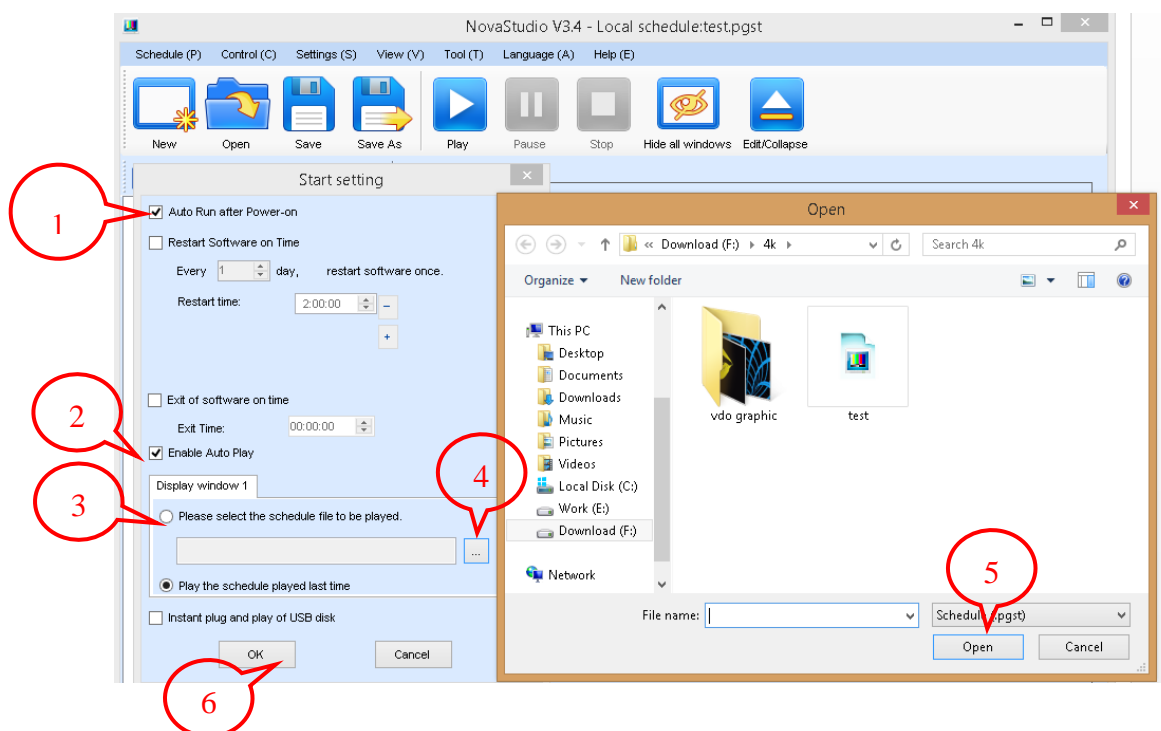 NovaStudio V3.4 - Local schedule:test.pgst
Schedule (P) Control (C) Settings (S) View (V) Tool (T) Language (A) Help (E)
New Open Save Save As Play Pause Stop Hide all windows Edit/Collapse
Start setting
1
Auto Run after Power-on
Restart Software on Time
Every 1 day, restart software once.
Restart time: 2:00:00 –
+
Exit of software on time
Exit Time: 00:00:00
2
Enable Auto Play
Display window 1
3
Please select the schedule file to be played.
4
...
Play the schedule played last time
Instant plug and play of USB disk
OK Cancel
6
Open
« Download (F:) 4k Search 4k
Organize New folder
This PC
Desktop
Documents
Downloads
Music
Pictures
Videos
Local Disk (C:)
Work (E:)
Download (F:)
Network
vdo graphic test
5
File name: Schedule pgst)
Open Cancel